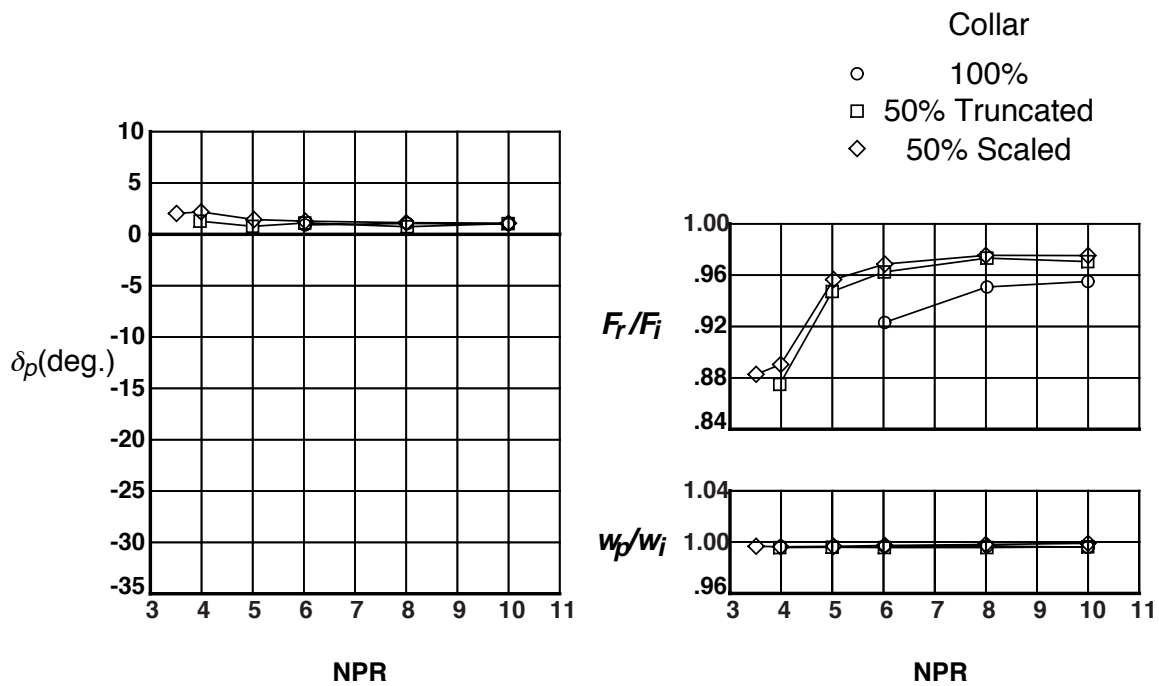 Collar
100%
50% Truncated
50% Scaled
10
5
0
-5
-10
-15
-20
-25
-30
-35
δp(deg.)
3 4 5 6 7 8 9 10 11
NPR
1.00
.96
.92
.88
.84
Fr/Fi
1.04
1.00
.96
wp/wi
3 4 5 6 7 8 9 10 11
NPR